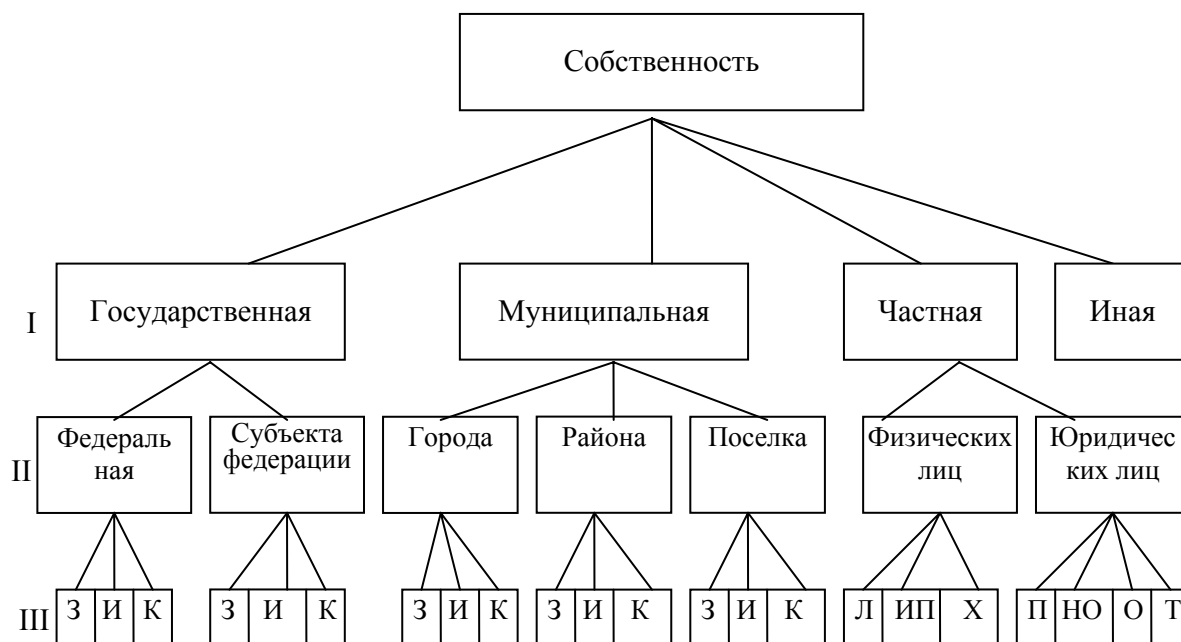 Собственность
I
Государственная
Муниципальная
Частная
Иная
II
Федераль
ная
Субъекта
федерации
Города
Района
Поселка
Физических
лиц
Юридичес
ких лиц
III
З И К
З И К
З И К
З И К
З И К
Л ИП Х
П НО О Т